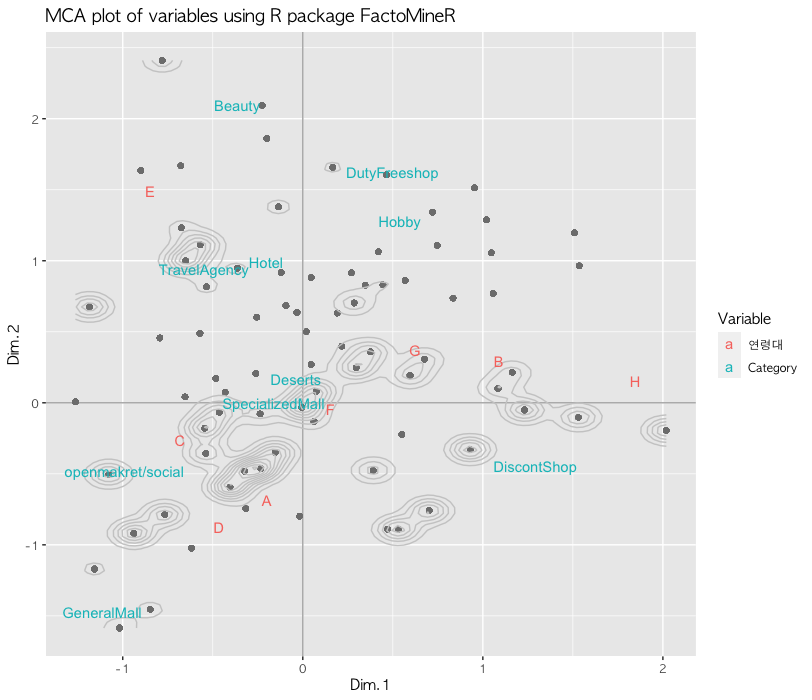 MCA plot of variables using R package FactoMineR
Beauty
DutyFreeshop
E
Hobby
Hotel
TravelAgency
G
B
H
Deserts
SpecializedMall
F
C
openmakret/social
DiscontShop
A
D
GeneralMall
2
1
0
-1
Dim. 2
-1
0
1
2
Dim. 1
Variable
a 연령대
a Category